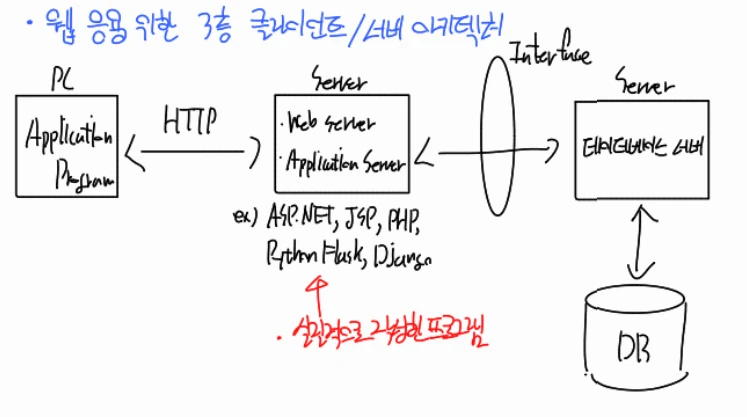 · 웹 응용 위한 3층 클라이언트/서버 아키텍처
PC
Application
Program
HTTP
Server
· Web Server
· Application Server
ex) ASP.NET, JSP, PHP,
Python Flask, Django
· 실질적으로 작성한 프로그램
Interface
Server
데이터베이스 서버
DB